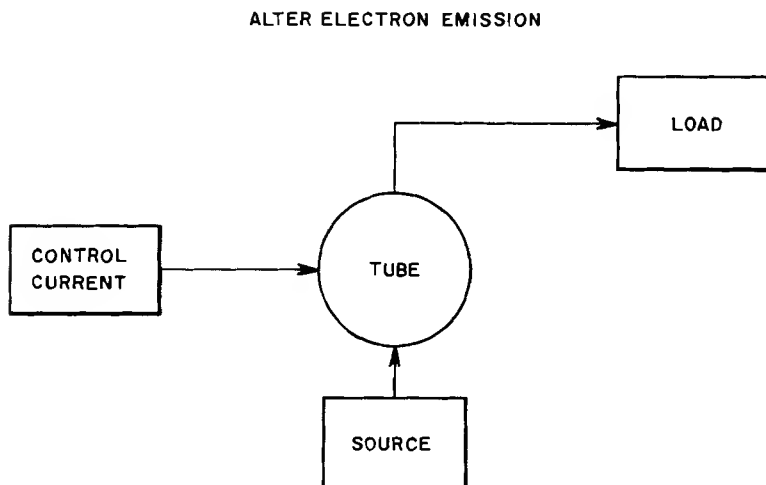 ALTER ELECTRON EMISSION
LOAD
CONTROL
CURRENT
TUBE
SOURCE